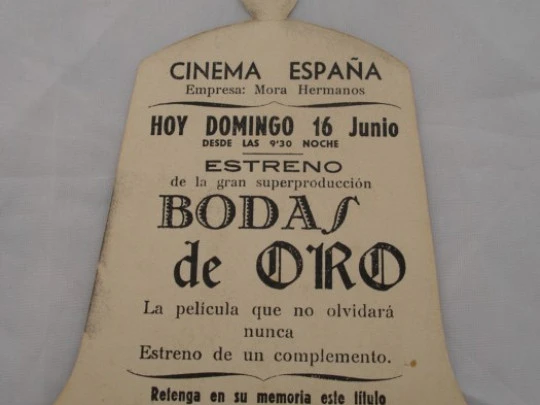 CINEMA ESPAÑA
Empresa: Mora Hermanos
HOY DOMINGO 16 Junio
DESDE LAS 9'30 NOCHE
ESTRENO
de la gran superproducción
BODAS
de ORO
La película que no olvidará
nunca
Estreno de un complemento.
Retenga en su memoria este título